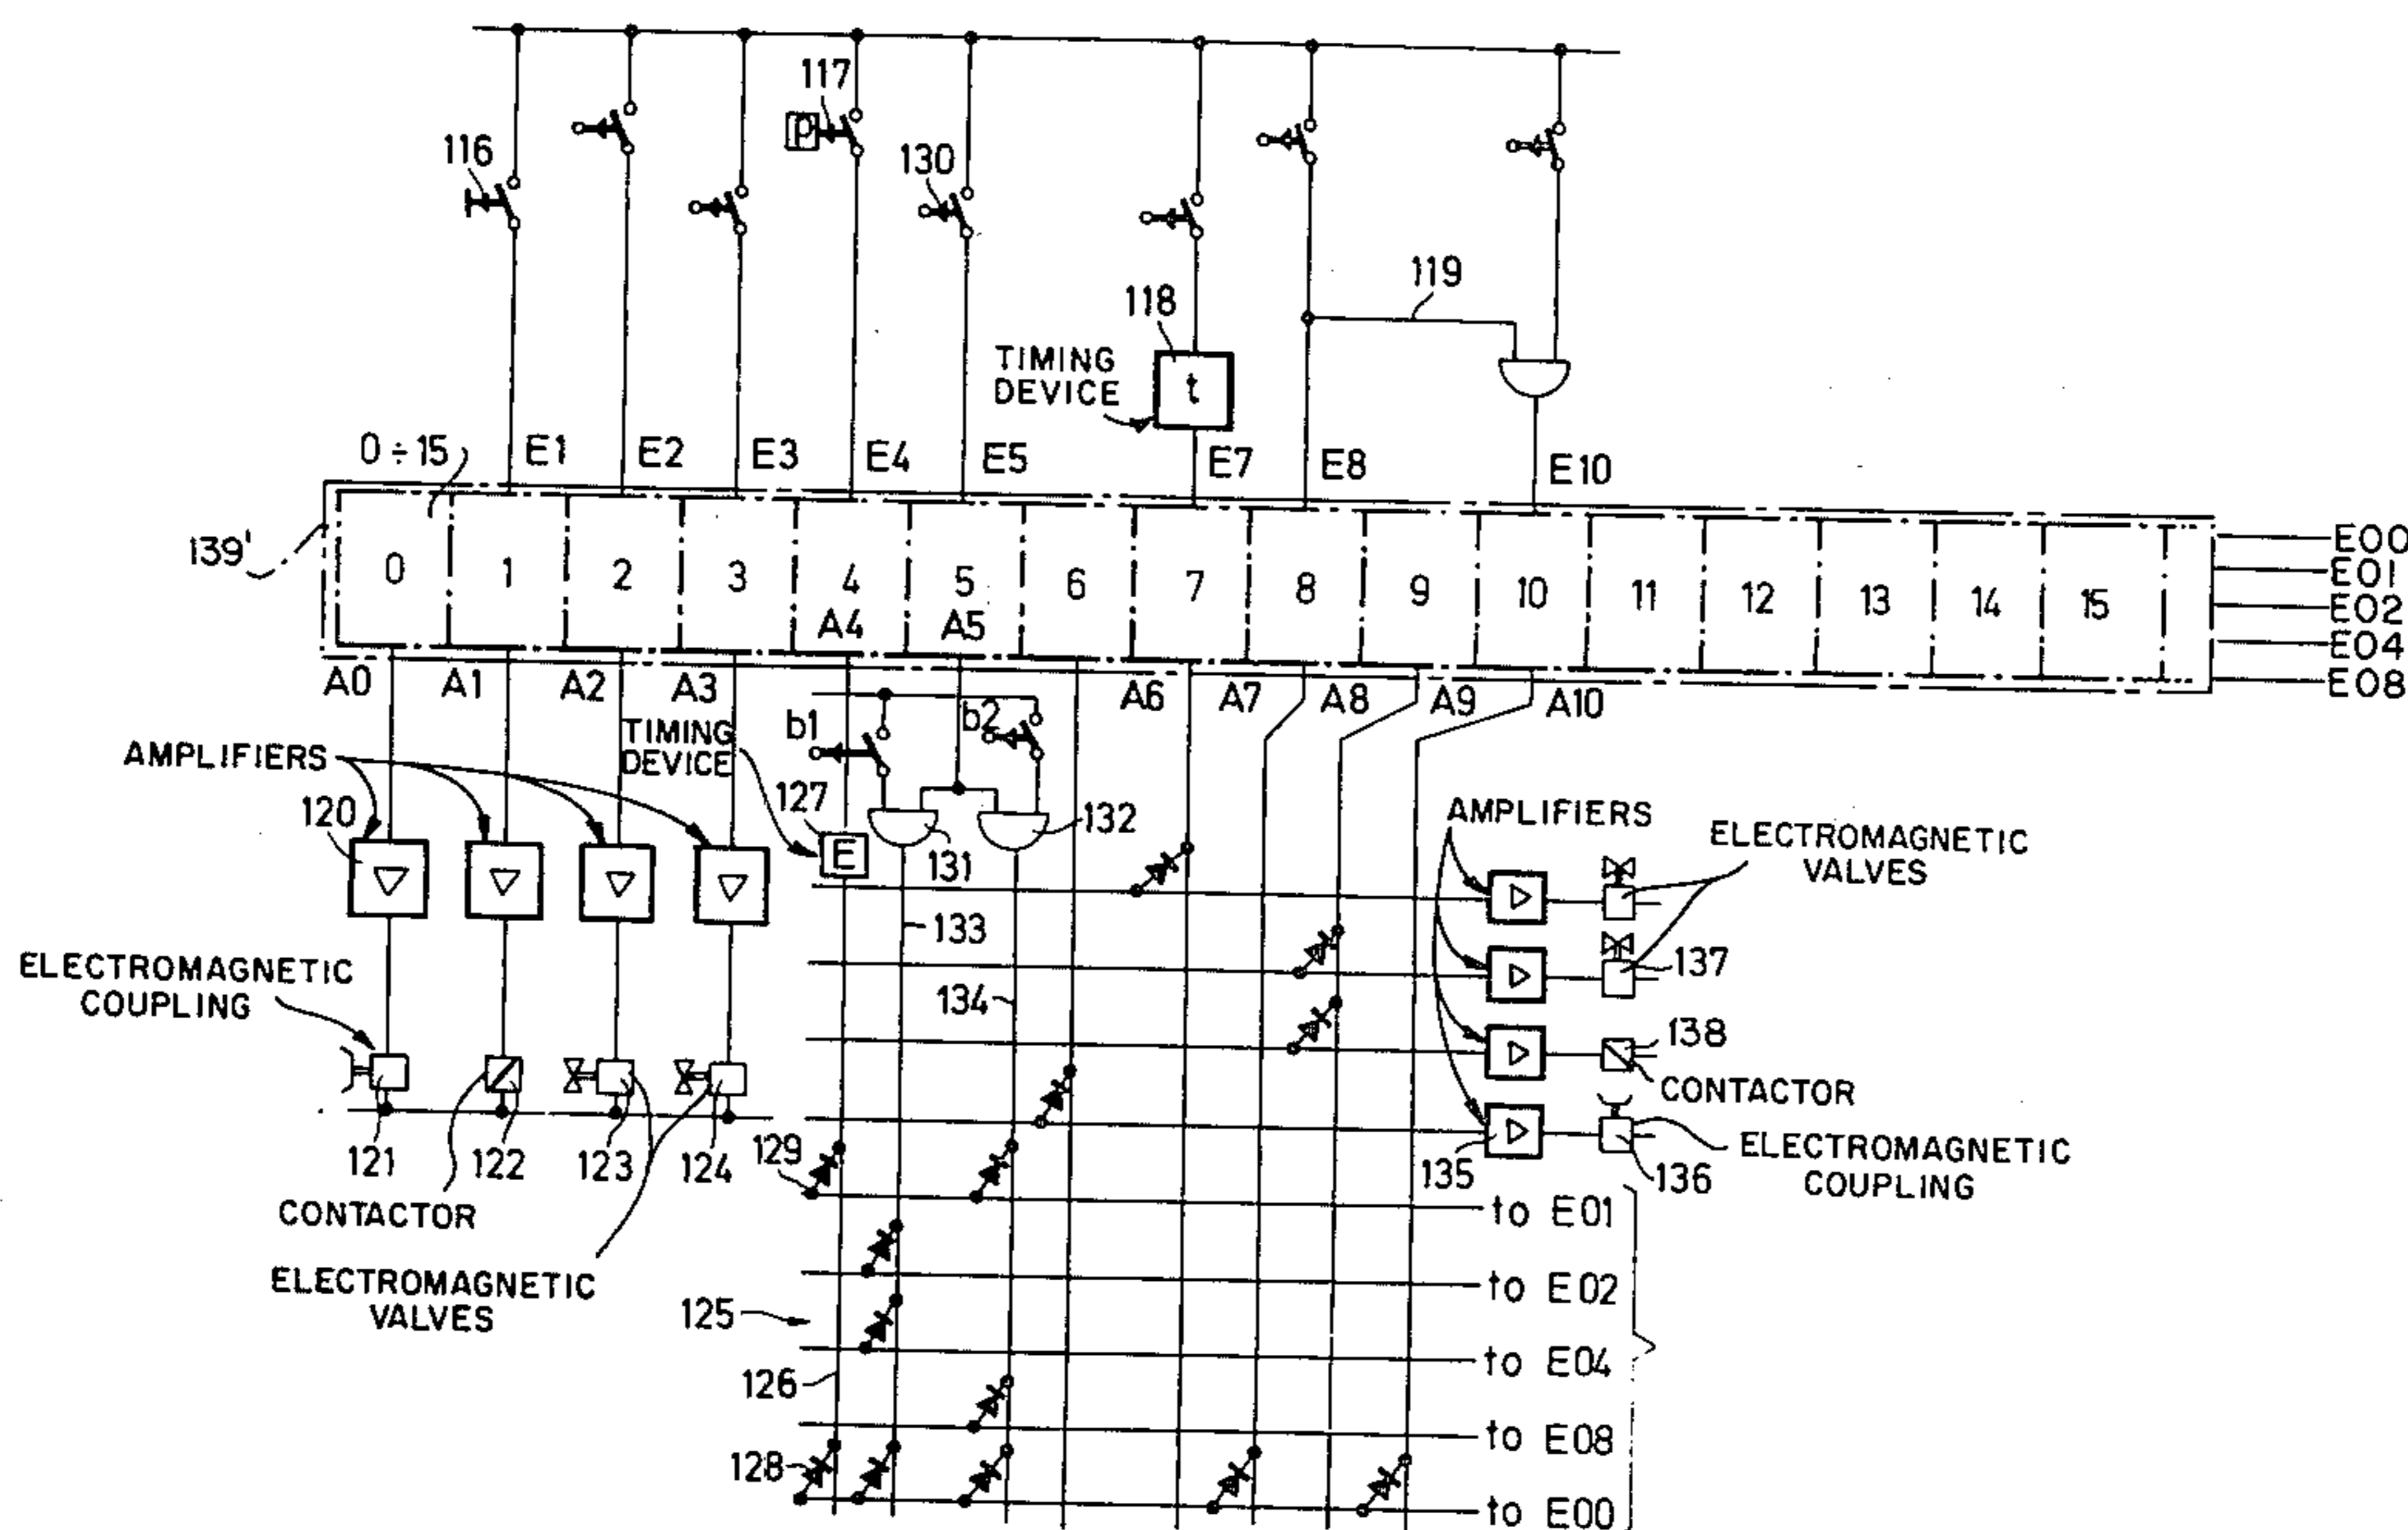 117
116
130
119
118
TIMING
DEVICE
t
P
0÷15
E1
E2
E3
E4
E5
E7
E8
E10
139'
0
1
2
3
4
5
6
7
8
9
10
11
12
13
14
15
E00
E01
E02
E04
E08
A4
A5
A0
A1
A2
A3
A6
A7
A8
A9
A10
b1
b2
TIMING
DEVICE
AMPLIFIERS
120
127
E
131
132
AMPLIFIERS
ELECTROMAGNETIC
VALVES
133
137
ELECTROMAGNETIC
COUPLING
134
138
CONTACTOR
121
122
123
124
129
135
136
ELECTROMAGNETIC
COUPLING
CONTACTOR
to E01
ELECTROMAGNETIC
VALVES
to E02
125
to E04
126
to E08
128
to E00